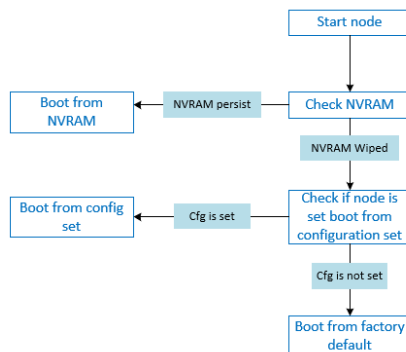 Start node
Boot from
NVRAM
NVRAM persist
Check NVRAM
NVRAM Wiped
Boot from config
set
Cfg is set
Check if node is
set boot from
configuration set
Cfg is not set
Boot from factory
default